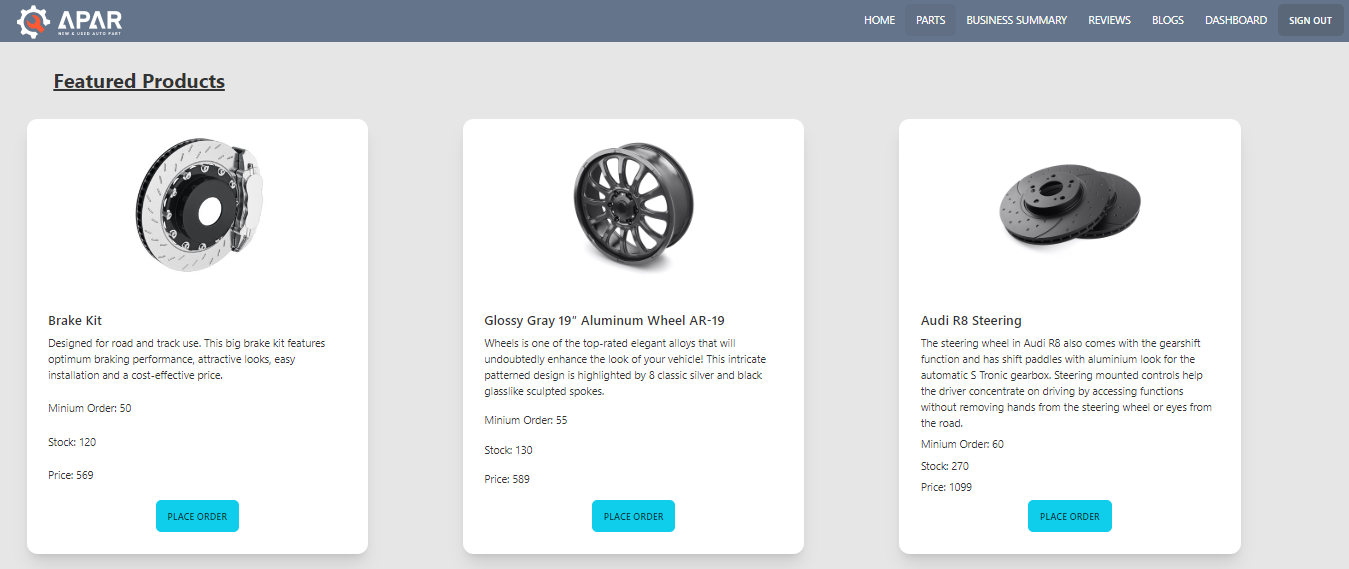 APAR
NEW & USED AUTO PART
HOME PARTS BUSINESS SUMMARY REVIEWS BLOGS DASHBOARD SIGN OUT
Featured Products
Brake Kit
Designed for road and track use. This big brake kit features
optimum braking performance, attractive looks, easy
installation and a cost-effective price.
Minium Order: 50
Stock: 120
Price: 569
PLACE ORDER
Glossy Gray 19" Aluminum Wheel AR-19
Wheels is one of the top-rated elegant alloys that will
undoubtedly enhance the look of your vehicle! This intricate
patterned design is highlighted by 8 classic silver and black
glasslike sculpted spokes.
Minium Order: 55
Stock: 130
Price: 589
PLACE ORDER
Audi R8 Steering
The steering wheel in Audi R8 also comes with the gearshift
function and has shift paddles with aluminium look for the
automatic S Tronic gearbox. Steering mounted controls help
the driver concentrate on driving by accessing functions
without removing hands from the steering wheel or eyes from
the road.
Minium Order: 60
Stock: 270
Price: 1099
PLACE ORDER